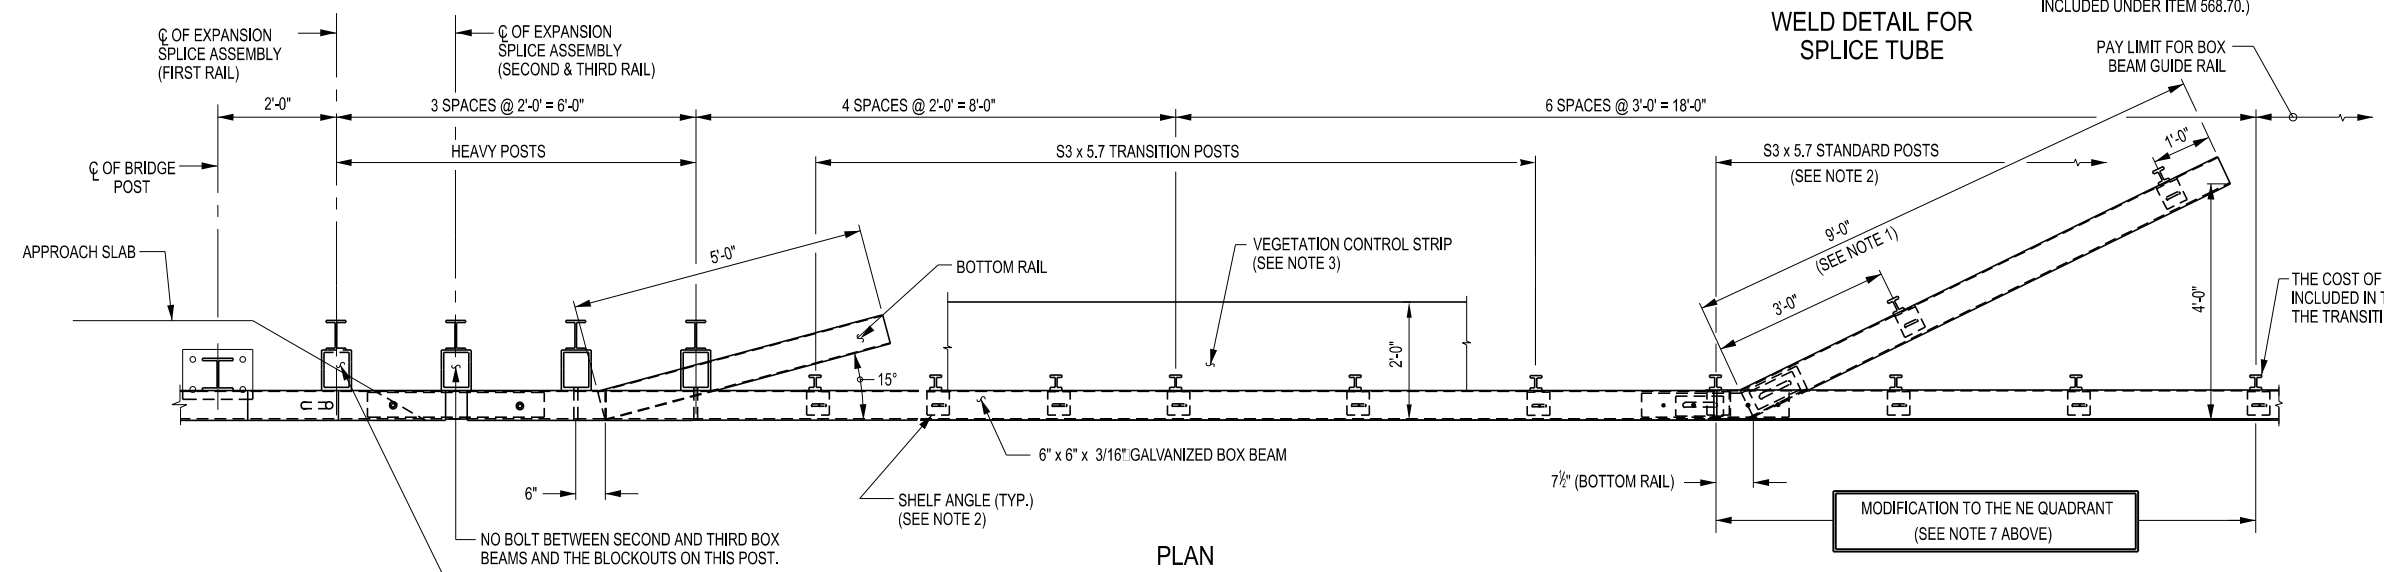 WELD DETAIL FOR
SPLICE TUBE
INCLUDED UNDER ITEM 568.70.)
PAY LIMIT FOR BOX
BEAM GUIDE RAIL
℄ OF EXPANSION
SPLICE ASSEMBLY
(FIRST RAIL)
℄ OF EXPANSION
SPLICE ASSEMBLY
(SECOND & THIRD RAIL)
2'-0"
3 SPACES @ 2'-0' = 6'-0"
4 SPACES @ 2'-0' = 8'-0"
6 SPACES @ 3'-0' = 18'-0"
HEAVY POSTS
S3 x 5.7 TRANSITION POSTS
S3 x 5.7 STANDARD POSTS
(SEE NOTE 2)
1'-0"
℄ OF BRIDGE
POST
APPROACH SLAB
5'-0"
BOTTOM RAIL
VEGETATION CONTROL STRIP
(SEE NOTE 3)
9'-0"
(SEE NOTE 1)
3'-0"
4'-0"
THE COST OF
INCLUDED IN T
THE TRANSITI
2'-0"
15°
6" x 6" x 3/16" GALVANIZED BOX BEAM
6"
SHELF ANGLE (TYP.)
(SEE NOTE 2)
7½" (BOTTOM RAIL)
MODIFICATION TO THE NE QUADRANT
(SEE NOTE 7 ABOVE)
NO BOLT BETWEEN SECOND AND THIRD BOX
BEAMS AND THE BLOCKOUTS ON THIS POST.
PLAN